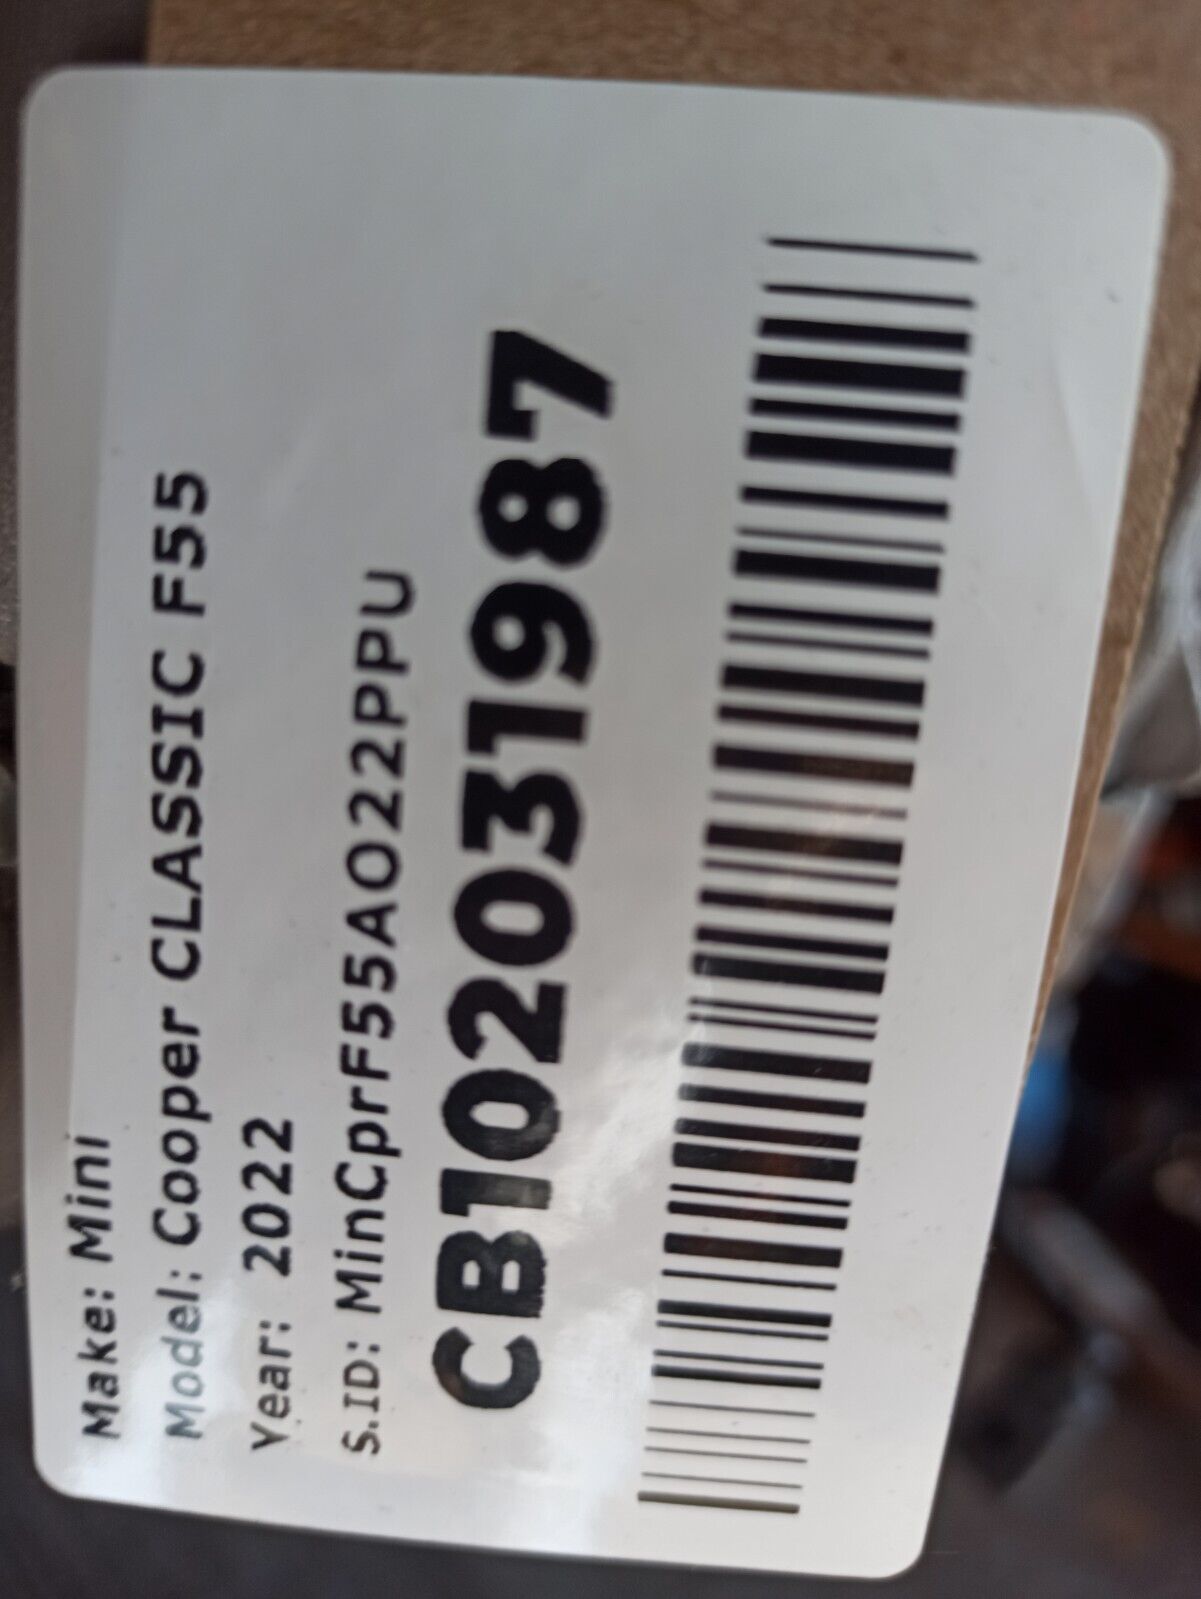 Make: Mini
Model: Cooper CLASSIC F55
Year: 2022
S.ID: MinCprF55AO22PPU
CB102031987